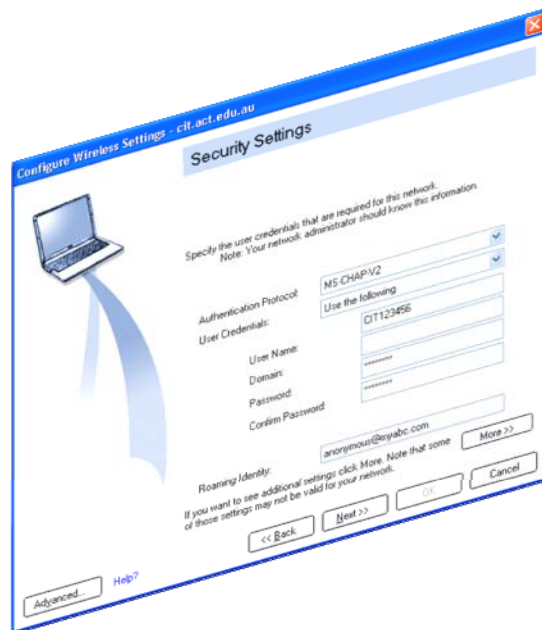 Configure Wireless Settings - cit.act.edu.au
Security Settings
Specify the user credentials that are required for this network.
Note: Your network administrator should know this information.
Authentication Protocol: MS-CHAP-V2
User Credentials: Use the following
User Name: CIT123456
Domain:
Password: ********
Confirm Password: ********
Roaming Identity: anonymous@myabc.com
If you want to see additional settings click More. Note that some
of those settings may not be valid for your network.
More >>
<< Back
Next >>
OK
Cancel
Advanced...
Help?